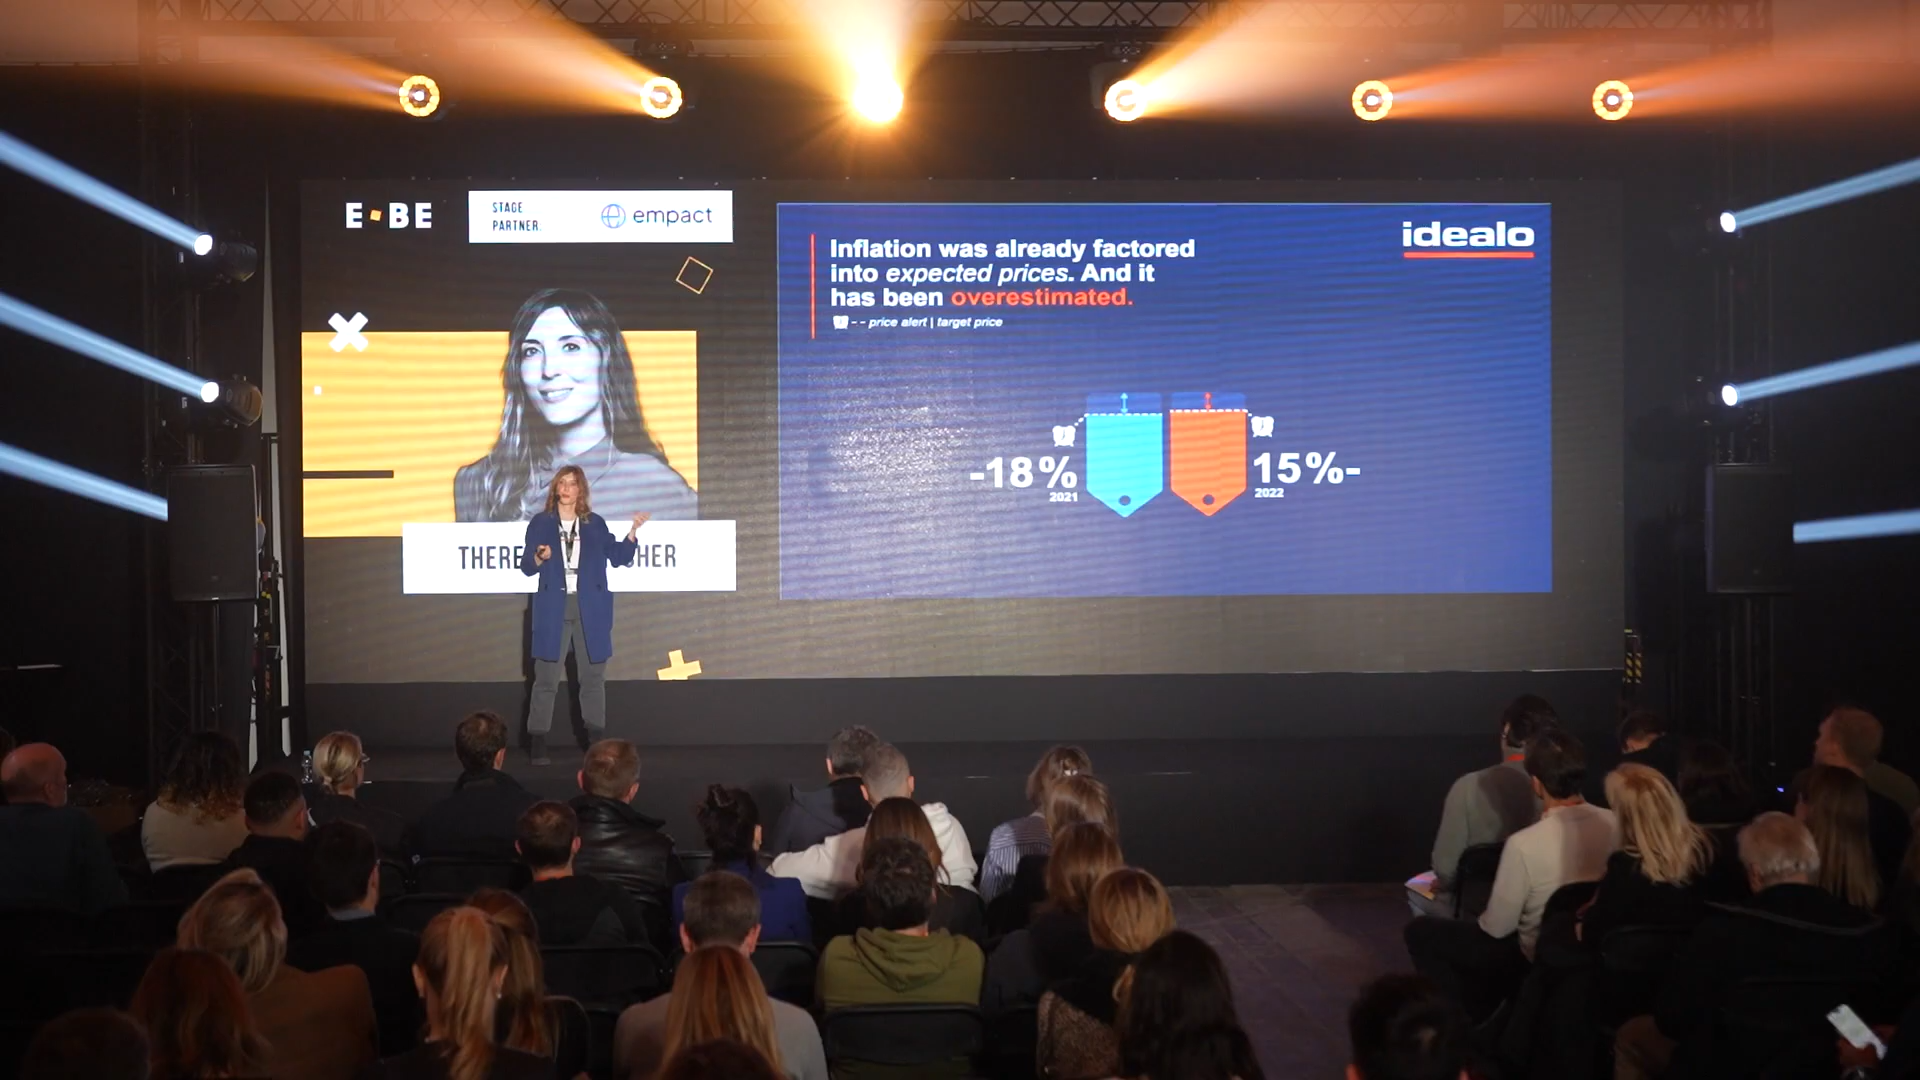 E BE
STAGE
PARTNER.
empact
THERE
HER
idealo
Inflation was already factored
into expected prices. And it
has been overestimated.
-- price alert | target price
-18%
2021
15%-
2022